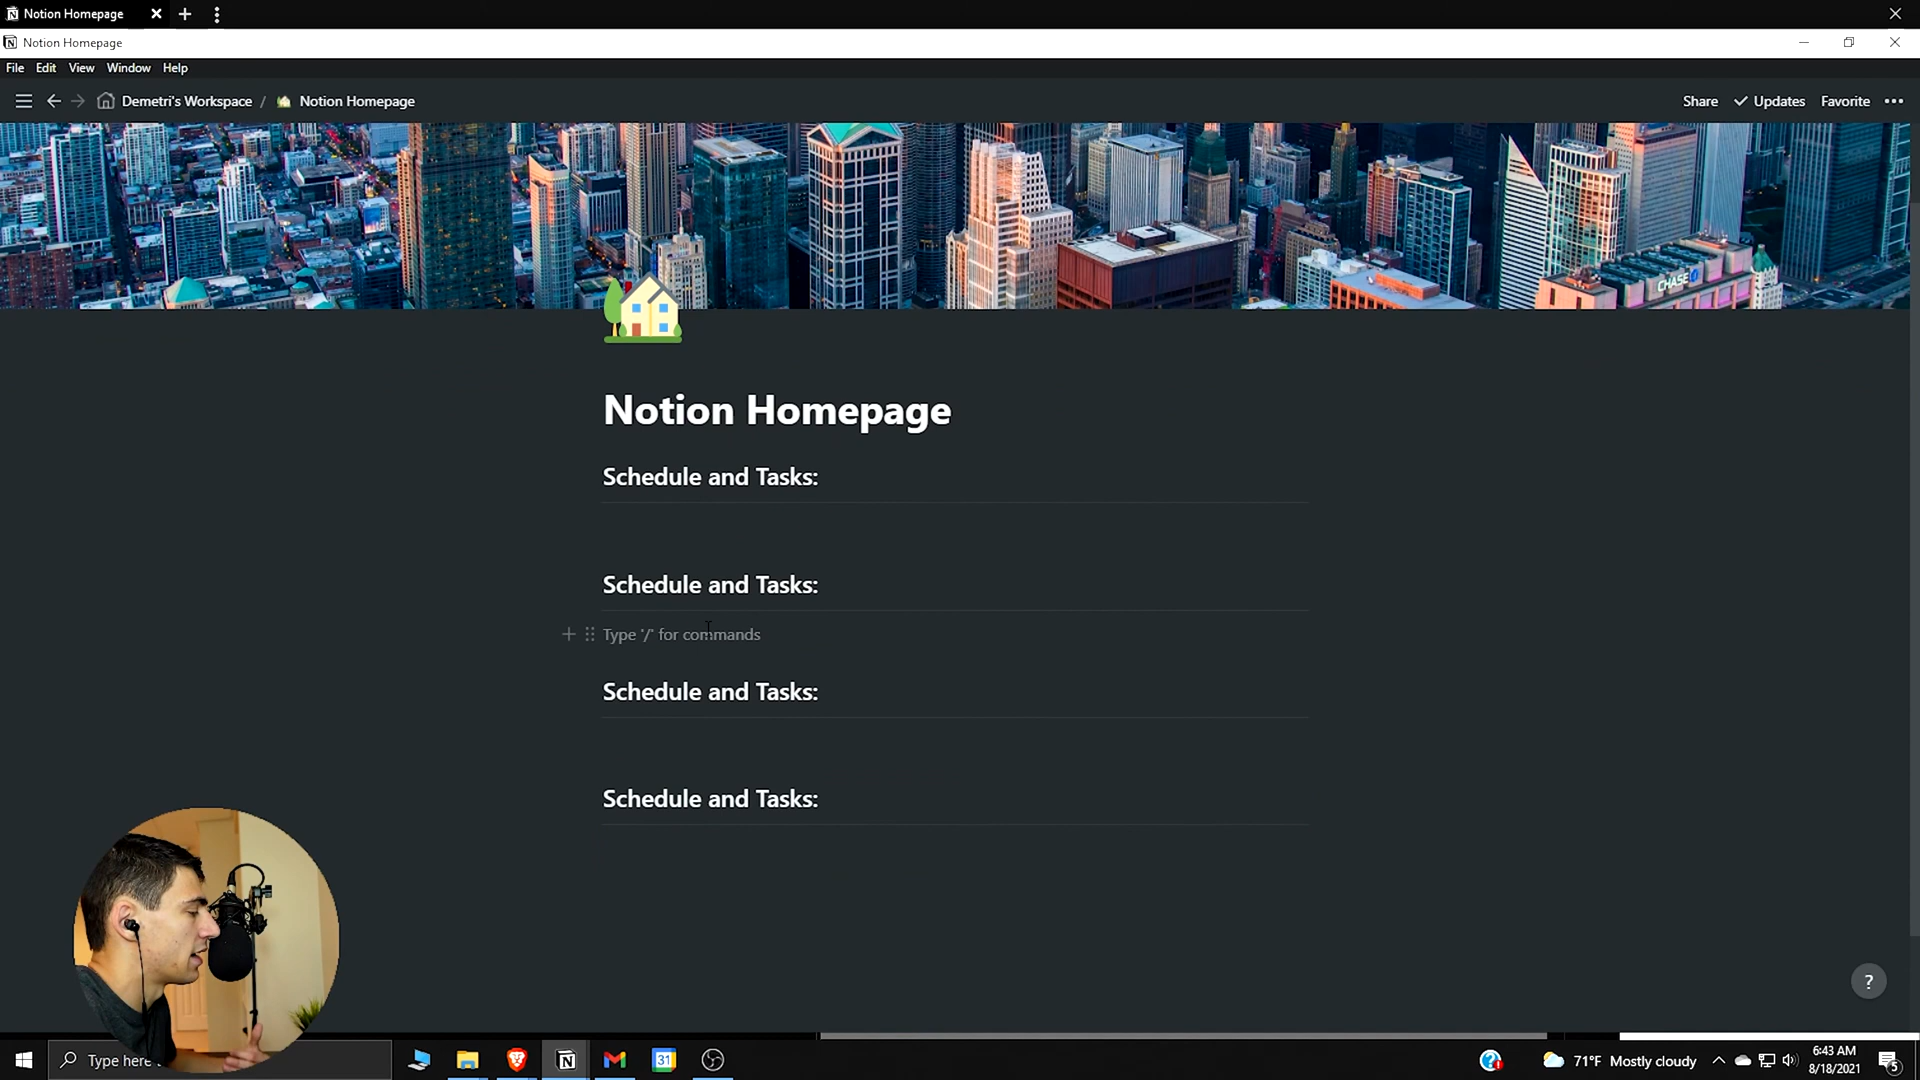 Notion Homepage
Notion Homepage
File Edit View Window Help
Demetri's Workspace / Notion Homepage Share Updates Favorite
CHASE
Notion Homepage
Schedule and Tasks:
Schedule and Tasks:
Type '/' for commands
Schedule and Tasks:
Schedule and Tasks:
?
Type here
31
71°F Mostly cloudy
6:43 AM
8/18/2021
5